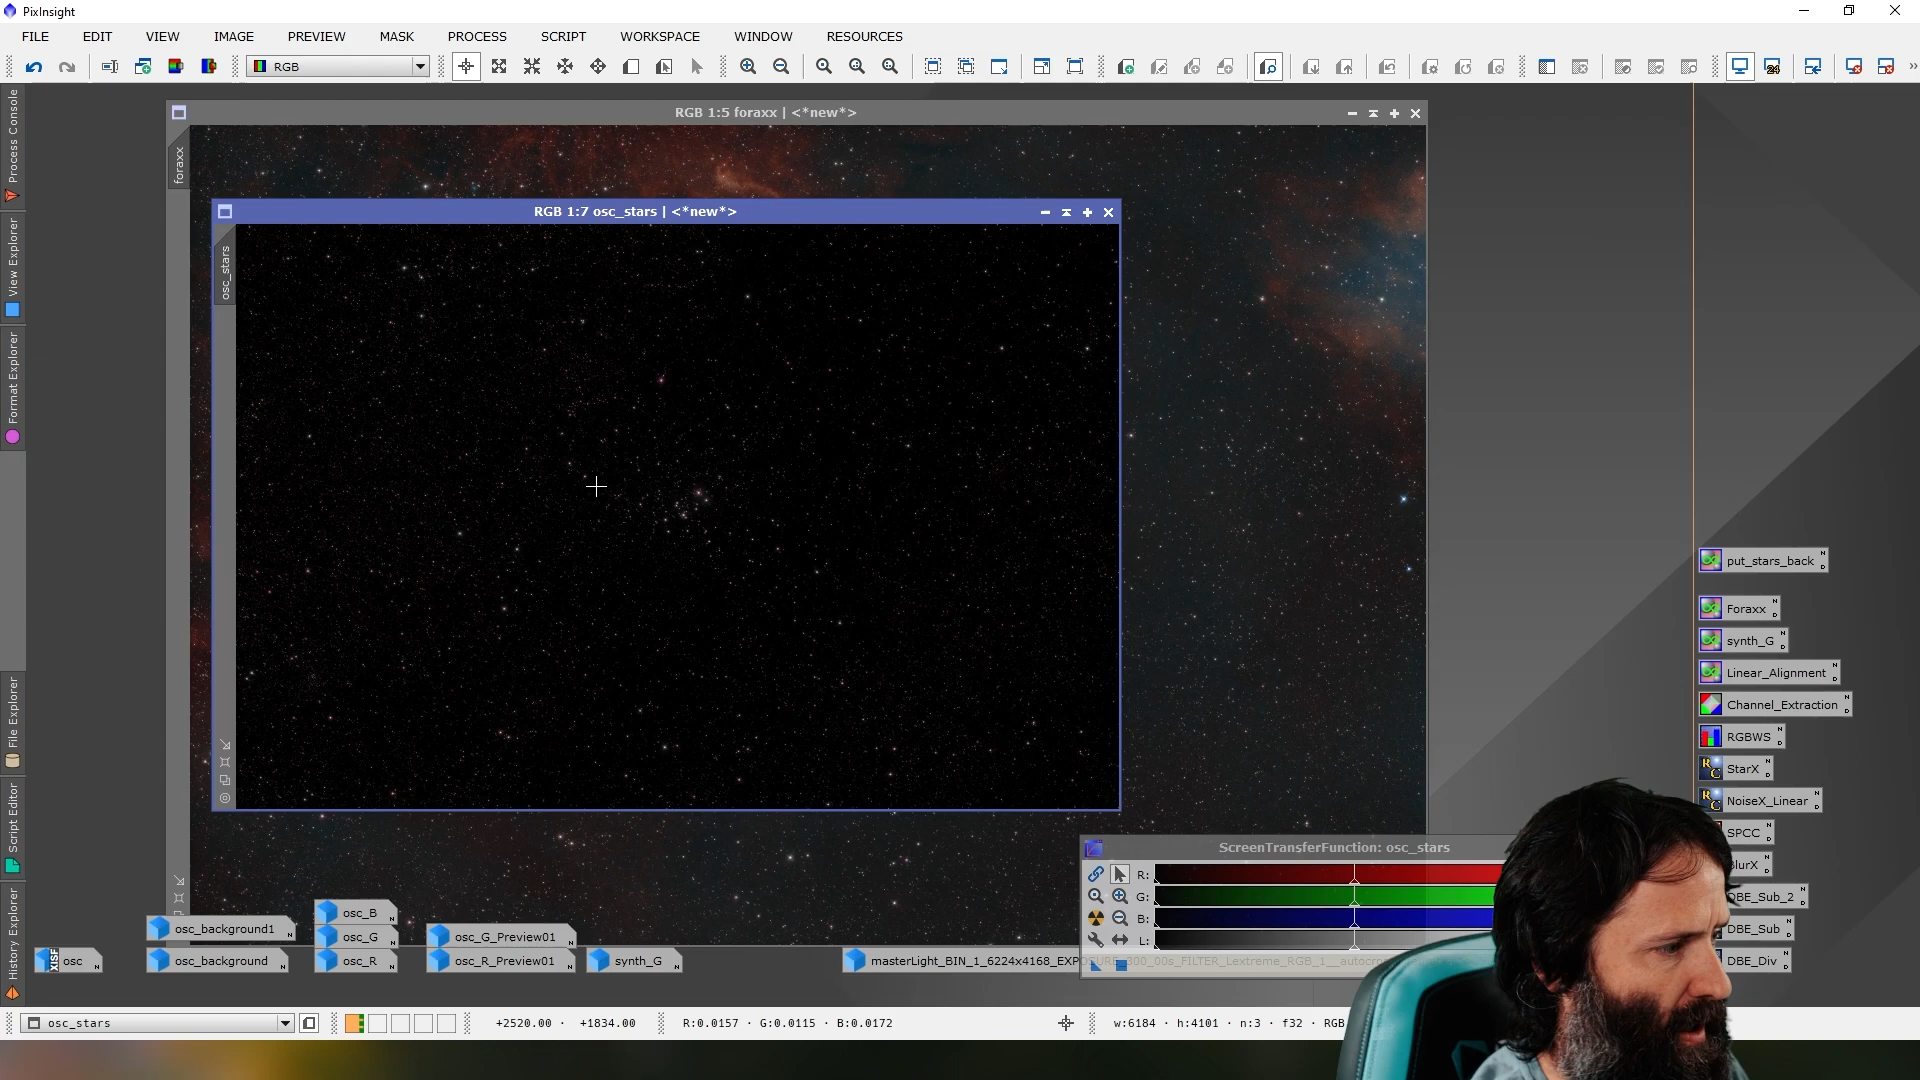 PixInsight
FILE EDIT VIEW IMAGE PREVIEW MASK PROCESS SCRIPT WORKSPACE WINDOW RESOURCES
RGB
24
Process Console
View Explorer
Format Explorer
File Explorer
Script Editor
History Explorer
RGB 1:5 foraxx | <*new*>
foraxx
RGB 1:7 osc_stars | <*new*>
osc_stars
put_stars_back
Foraxx
synth_G
Linear_Alignment
Channel_Extraction
RGBWS
StarX
NoiseX_Linear
SPCC
BlurX
DBE_Sub_2
DBE_Sub
DBE_Div
ScreenTransferFunction: osc_stars
R:
G:
B:
L:
osc_B
osc_background1
osc_G
osc_G_Preview01
XISF
osc
osc_background
osc_R
osc_R_Preview01
synth_G
masterLight_BIN_1_6224x4168_EXPOSURE_300_00s_FILTER_Lextreme_RGB_1__autocro
osc_stars
+2520.00 · +1834.00
R:0.0157 · G:0.0115 · B:0.0172
w:6184 · h:4101 · n:3 · f32 · RGB